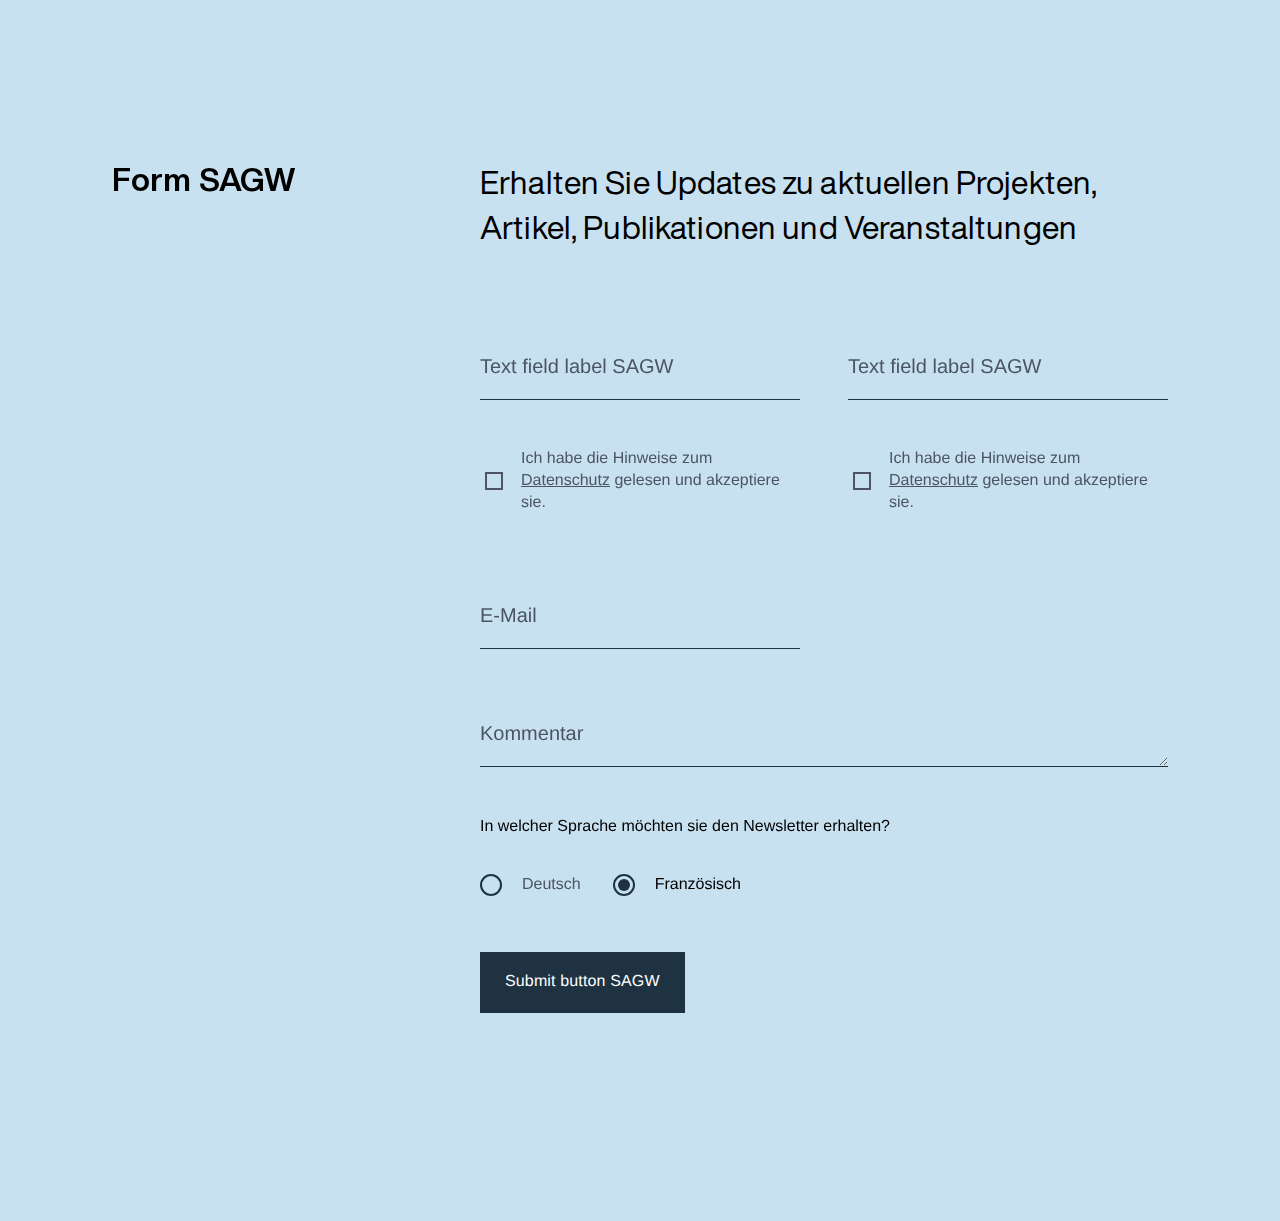 Form SAGW
Erhalten Sie Updates zu aktuellen Projekten,
Artikel, Publikationen und Veranstaltungen
Text field label SAGW
Text field label SAGW
Ich habe die Hinweise zum
Datenschutz gelesen und akzeptiere
sie.
Ich habe die Hinweise zum
Datenschutz gelesen und akzeptiere
sie.
E-Mail
Kommentar
In welcher Sprache möchten sie den Newsletter erhalten?
Deutsch
Französisch
Submit button SAGW